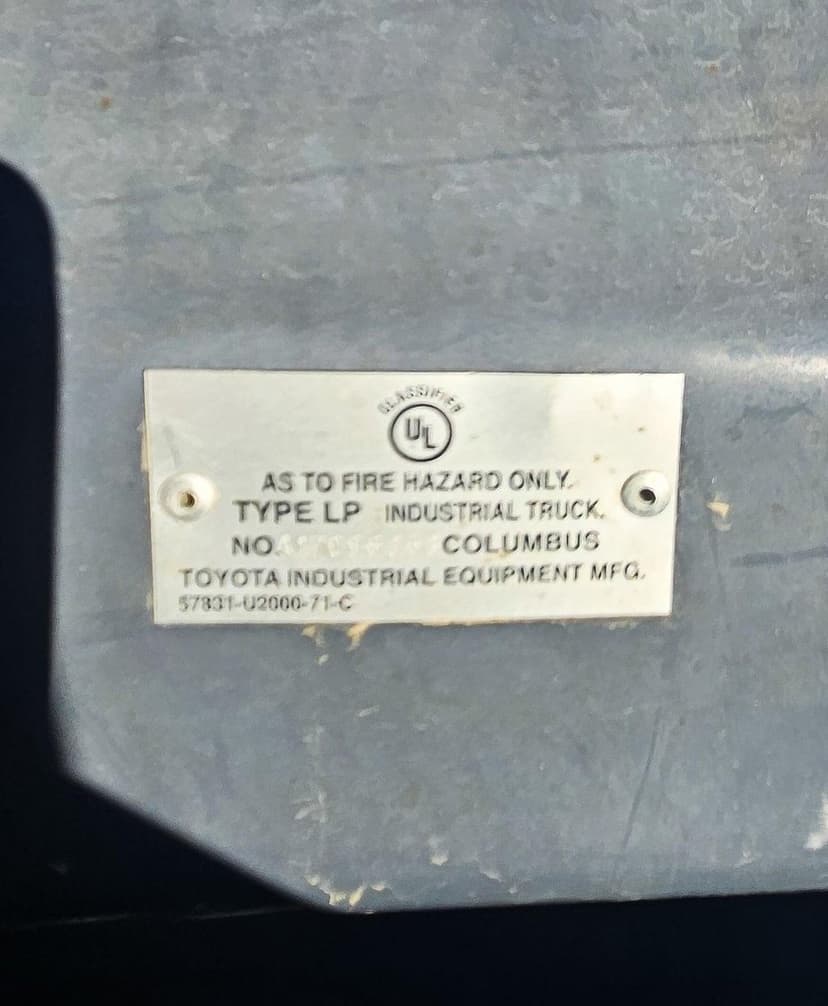 CLASSIFIED
UL
AS TO FIRE HAZARD ONLY.
TYPE LP INDUSTRIAL TRUCK.
NO. COLUMBUS
TOYOTA INDUSTRIAL EQUIPMENT MFG.
57831-U2000-71-C